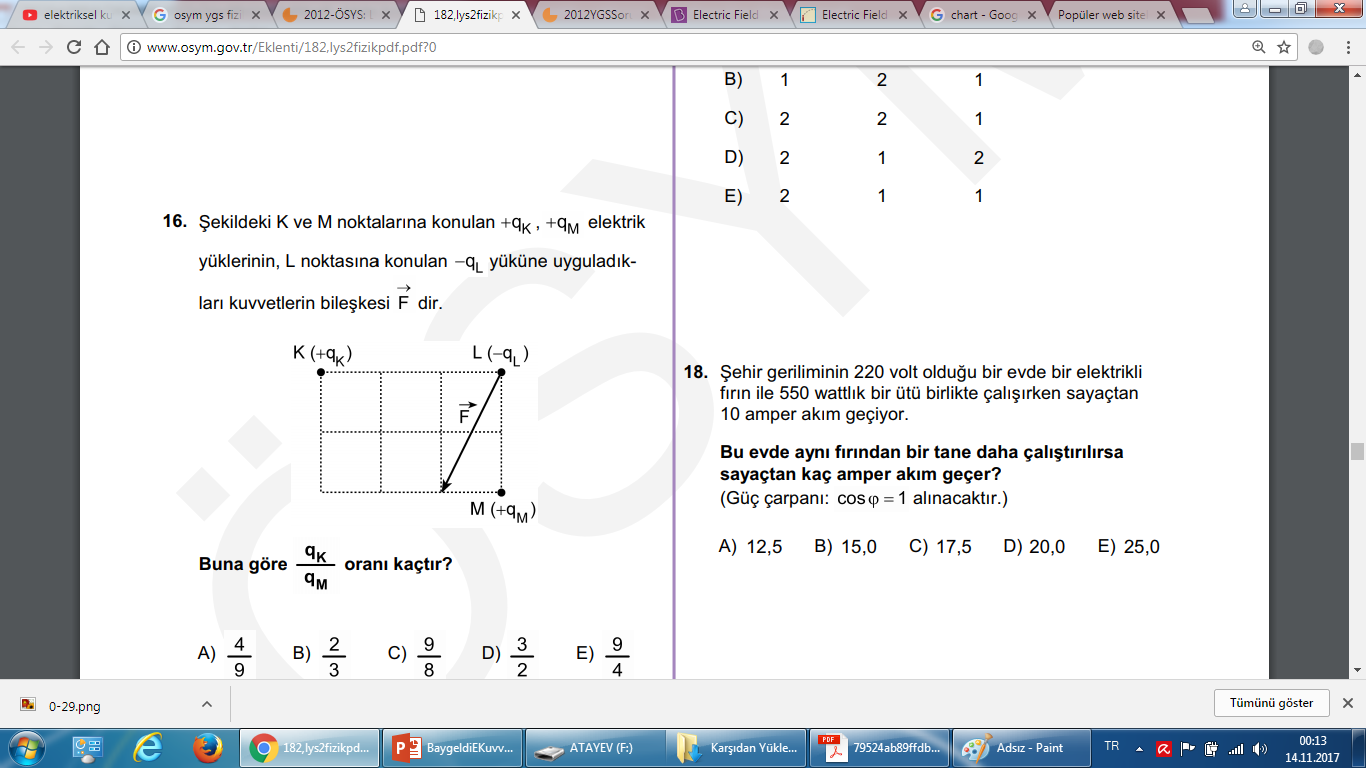 elektriksel ku
osym ygs fizi
2012-ÖSYS: L
182,lys2fizikp
2012YGSSor
Electric Field
Electric Field
chart - Goog
Popüler web sitel
www.osym.gov.tr/Eklenti/182,lys2fizikpdf.pdf?0
16. Şekildeki K ve M noktalarına konulan +qK , +qM elektrik
yüklerinin, L noktasına konulan −qL yüküne uyguladık-
ları kuvvetlerin bileşkesi F⃗ dir.
K (+qK) L (−qL)
F⃗
M (+qM)
Buna göre qK/qM oranı kaçtır?
A) 4/9 B) 2/3 C) 9/8 D) 3/2 E) 9/4
B) 1 2 1
C) 2 2 1
D) 2 1 2
E) 2 1 1
18. Şehir geriliminin 220 volt olduğu bir evde bir elektrikli
fırın ile 550 wattlık bir ütü birlikte çalışırken sayaçtan
10 amper akım geçiyor.
Bu evde aynı fırından bir tane daha çalıştırılırsa
sayaçtan kaç amper akım geçer?
(Güç çarpanı: cos φ = 1 alınacaktır.)
A) 12,5 B) 15,0 C) 17,5 D) 20,0 E) 25,0
0-29.png
Tümünü göster
182,lys2fizikpd...
BaygeldiEKuvv...
ATAYEV (F:)
Karşıdan Yükle...
79524ab89ffdb...
Adsız - Paint
TR
00:13
14.11.2017